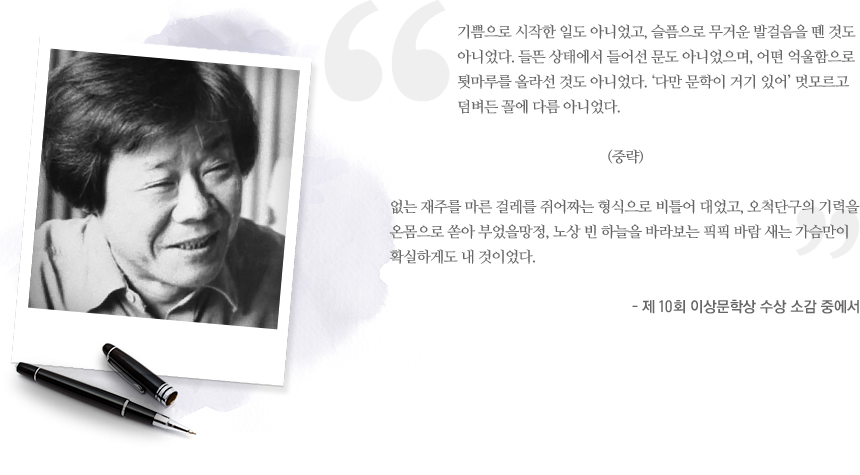 기쁨으로 시작한 일도 아니었고, 슬픔으로 무거운 발걸음을 뗀 것도
아니었다. 들뜬 상태에서 들어선 문도 아니었으며, 어떤 억울함으로
툇마루를 올라선 것도 아니었다. ‘다만 문학이 거기 있어’ 멋모르고
덤벼든 꼴에 다름 아니었다.
(중략)
없는 재주를 마른 걸레를 쥐어짜는 형식으로 비틀어 대었고, 오척단구의 기력을
온몸으로 쏟아 부었을망정, 노상 빈 하늘을 바라보는 픽픽 바람 새는 가슴만이
확실하게도 내 것이었다.
- 제 10회 이상문학상 수상 소감 중에서